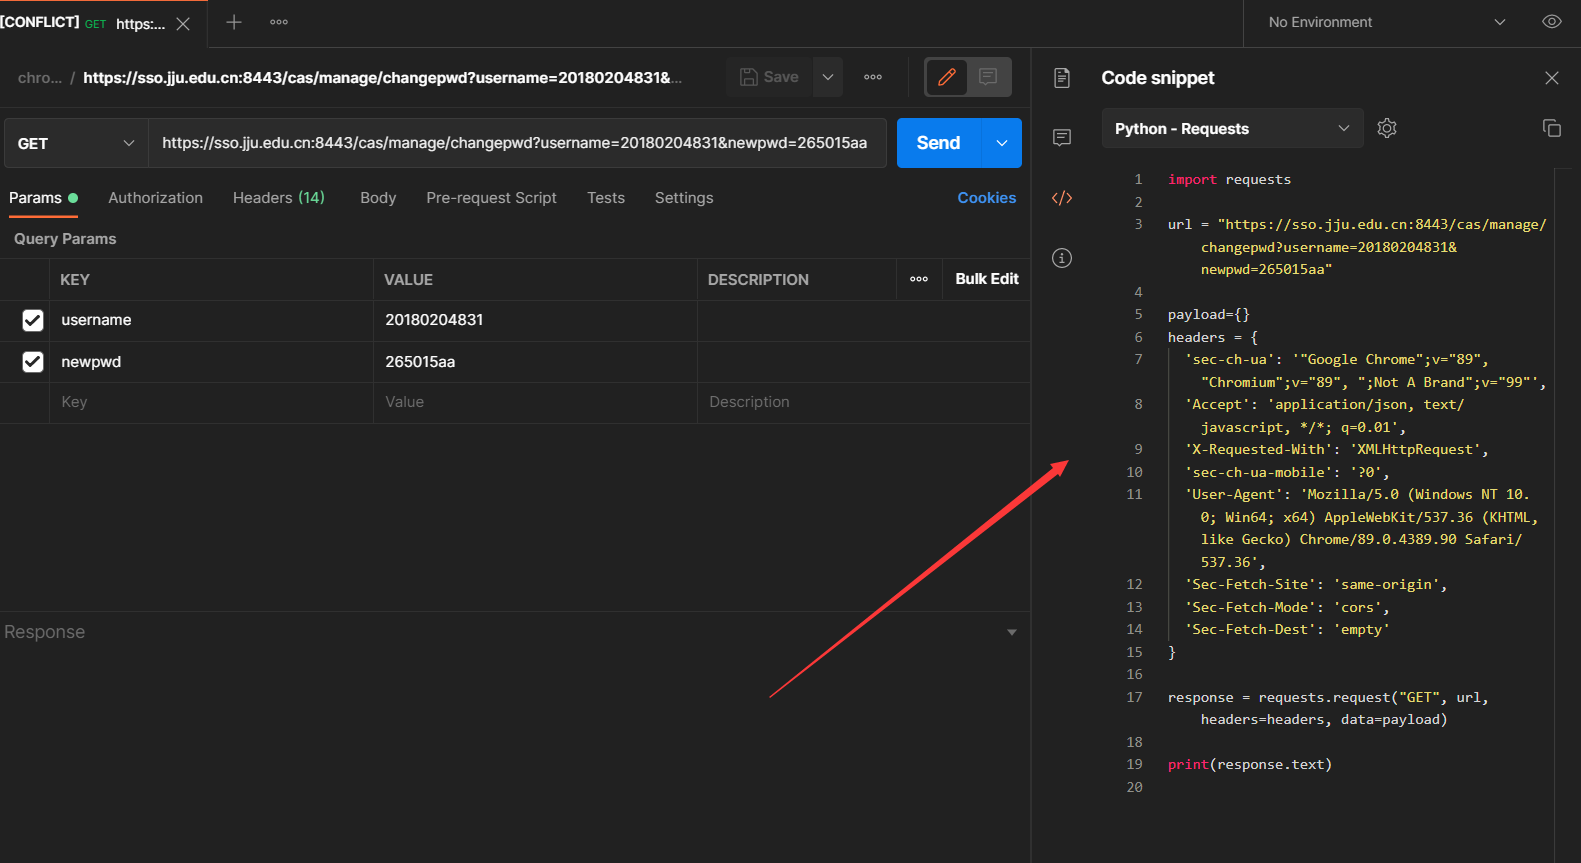 [CONFLICT] GET https:...
No Environment
chro... / https://sso.jju.edu.cn:8443/cas/manage/changepwd?username=20180204831&...
Save
GET
https://sso.jju.edu.cn:8443/cas/manage/changepwd?username=20180204831&newpwd=265015aa
Send
Params Authorization Headers (14) Body Pre-request Script Tests Settings Cookies
Query Params
KEY VALUE DESCRIPTION Bulk Edit
username 20180204831
newpwd 265015aa
Key Value Description
Response
Code snippet
Python - Requests
1 import requests
2
3 url = "https://sso.jju.edu.cn:8443/cas/manage/
changepwd?username=20180204831&
newpwd=265015aa"
4
5 payload={}
6 headers = {
7 'sec-ch-ua': '"Google Chrome";v="89",
"Chromium";v="89", ";Not A Brand";v="99"',
8 'Accept': 'application/json, text/
javascript, */*; q=0.01',
9 'X-Requested-With': 'XMLHttpRequest',
10 'sec-ch-ua-mobile': '?0',
11 'User-Agent': 'Mozilla/5.0 (Windows NT 10.
0; Win64; x64) AppleWebKit/537.36 (KHTML,
like Gecko) Chrome/89.0.4389.90 Safari/
537.36',
12 'Sec-Fetch-Site': 'same-origin',
13 'Sec-Fetch-Mode': 'cors',
14 'Sec-Fetch-Dest': 'empty'
15 }
16
17 response = requests.request("GET", url,
headers=headers, data=payload)
18
19 print(response.text)
20